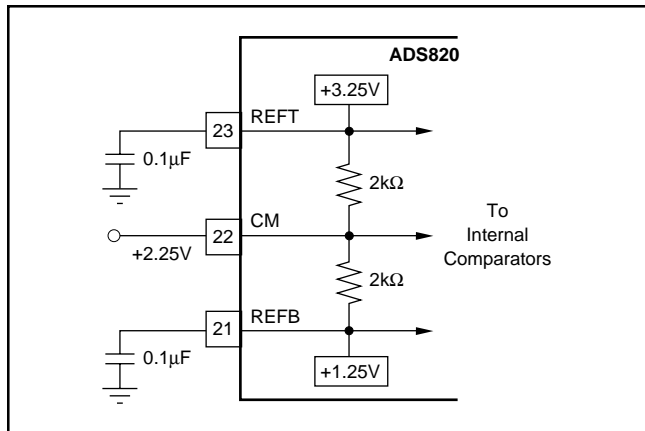 ADS820
+3.25V
23
REFT
0.1µF
2kΩ
22
CM
+2.25V
To
Internal
Comparators
2kΩ
21
REFB
0.1µF
+1.25V